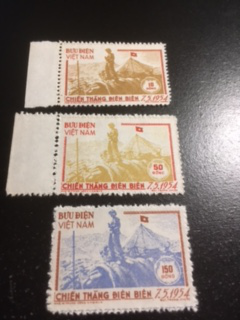 BƯU ĐIỆN
VIỆT NAM
10
ĐỒNG
CHIẾN THẮNG ĐIỆN BIÊN 7.5.1954
BƯU ĐIỆN
VIỆT NAM
50
ĐỒNG
CHIẾN THẮNG ĐIỆN BIÊN 7.5.1954
BƯU ĐIỆN
VIỆT NAM
150
ĐỒNG
CHIẾN THẮNG ĐIỆN BIÊN 7.5.1954